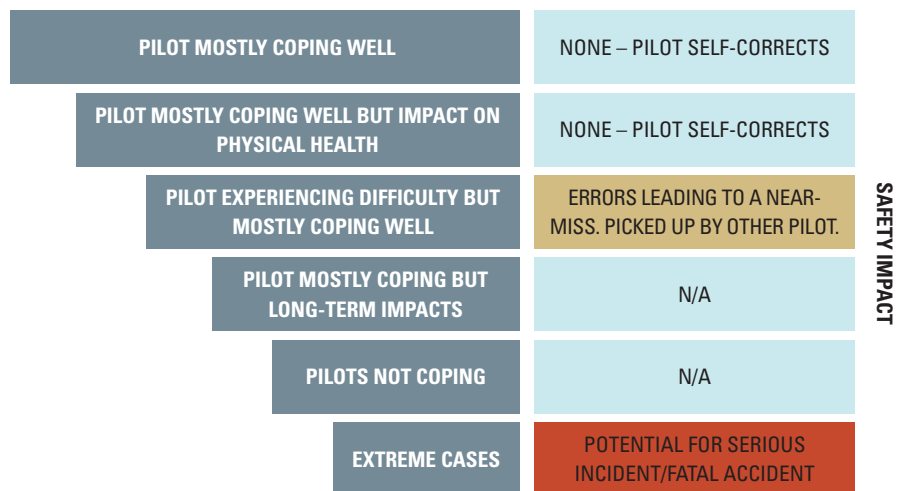 PILOT MOSTLY COPING WELL
NONE – PILOT SELF-CORRECTS
PILOT MOSTLY COPING WELL BUT IMPACT ON
PHYSICAL HEALTH
NONE – PILOT SELF-CORRECTS
PILOT EXPERIENCING DIFFICULTY BUT
MOSTLY COPING WELL
ERRORS LEADING TO A NEAR-
MISS. PICKED UP BY OTHER PILOT.
PILOT MOSTLY COPING BUT
LONG-TERM IMPACTS
N/A
PILOTS NOT COPING
N/A
EXTREME CASES
POTENTIAL FOR SERIOUS
INCIDENT/FATAL ACCIDENT
SAFETY IMPACT